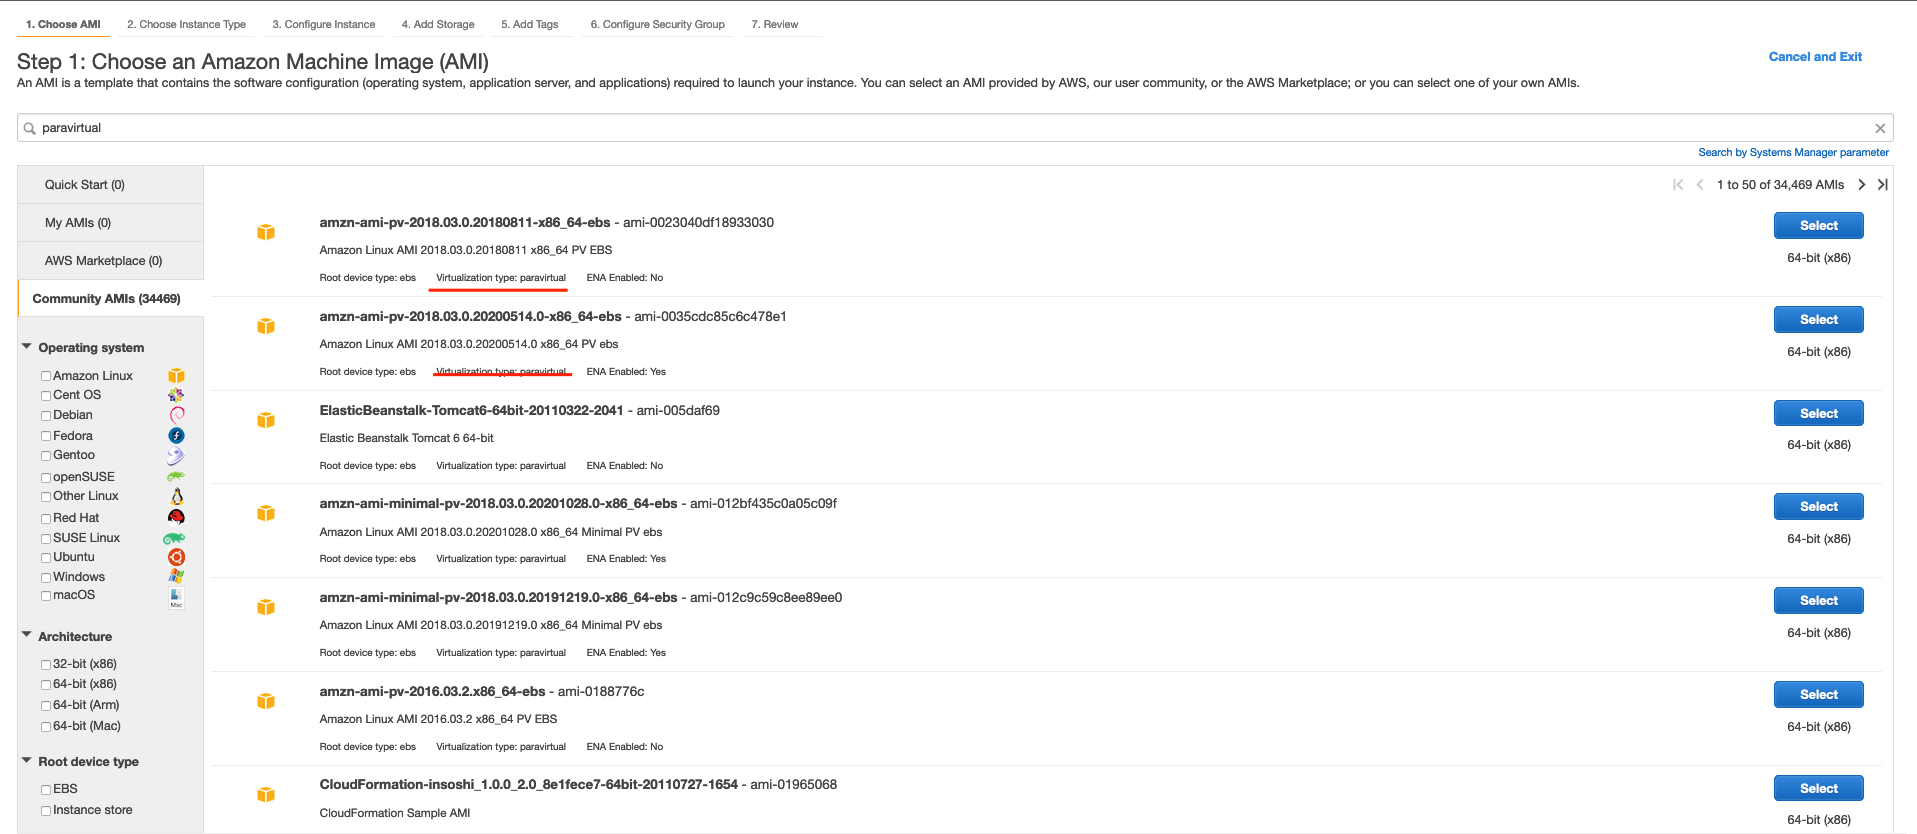 1. Choose AMI 2. Choose Instance Type 3. Configure Instance 4. Add Storage 5. Add Tags 6. Configure Security Group 7. Review
Step 1: Choose an Amazon Machine Image (AMI)
Cancel and Exit
An AMI is a template that contains the software configuration (operating system, application server, and applications) required to launch your instance. You can select an AMI provided by AWS, our user community, or the AWS Marketplace; or you can select one of your own AMIs.
paravirtual
Search by Systems Manager parameter
Quick Start (0)
My AMIs (0)
AWS Marketplace (0)
Community AMIs (34469)
Operating system
Amazon Linux
Cent OS
Debian
Fedora
Gentoo
openSUSE
Other Linux
Red Hat
SUSE Linux
Ubuntu
Windows
macOS
Mac
Architecture
32-bit (x86)
64-bit (x86)
64-bit (Arm)
64-bit (Mac)
Root device type
EBS
Instance store
1 to 50 of 34,469 AMIs
amzn-ami-pv-2018.03.0.20180811-x86_64-ebs - ami-0023040df18933030
Amazon Linux AMI 2018.03.0.20180811 x86_64 PV EBS
Root device type: ebs Virtualization type: paravirtual ENA Enabled: No
Select
64-bit (x86)
amzn-ami-pv-2018.03.0.20200514.0-x86_64-ebs - ami-0035cdc85c6c478e1
Amazon Linux AMI 2018.03.0.20200514.0 x86_64 PV ebs
Root device type: ebs Virtualization type: paravirtual ENA Enabled: Yes
Select
64-bit (x86)
ElasticBeanstalk-Tomcat6-64bit-20110322-2041 - ami-005daf69
Elastic Beanstalk Tomcat 6 64-bit
Root device type: ebs Virtualization type: paravirtual ENA Enabled: No
Select
64-bit (x86)
amzn-ami-minimal-pv-2018.03.0.20201028.0-x86_64-ebs - ami-012bf435c0a05c09f
Amazon Linux AMI 2018.03.0.20201028.0 x86_64 Minimal PV ebs
Root device type: ebs Virtualization type: paravirtual ENA Enabled: Yes
Select
64-bit (x86)
amzn-ami-minimal-pv-2018.03.0.20191219.0-x86_64-ebs - ami-012c9c59c8ee89ee0
Amazon Linux AMI 2018.03.0.20191219.0 x86_64 Minimal PV ebs
Root device type: ebs Virtualization type: paravirtual ENA Enabled: Yes
Select
64-bit (x86)
amzn-ami-pv-2016.03.2.x86_64-ebs - ami-0188776c
Amazon Linux AMI 2016.03.2 x86_64 PV EBS
Root device type: ebs Virtualization type: paravirtual ENA Enabled: No
Select
64-bit (x86)
CloudFormation-insoshi_1.0.0_2.0_8e1fece7-64bit-20110727-1654 - ami-01965068
CloudFormation Sample AMI
Select
64-bit (x86)